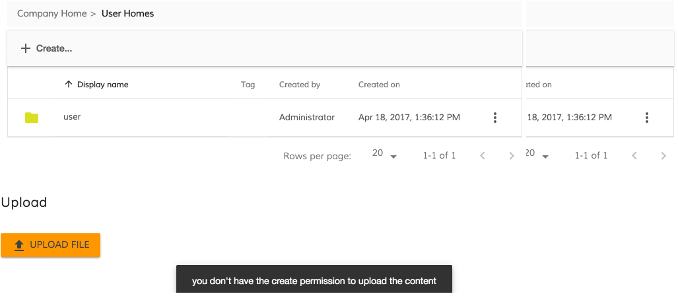 Company Home > User Homes
+ Create...
Display name Tag Created by Created on ated on
user Administrator Apr 18, 2017, 1:36:12 PM 18, 2017, 1:36:12 PM
Rows per page: 20 1-1 of 1 20 1-1 of 1
Upload
UPLOAD FILE
you don't have the create permission to upload the content